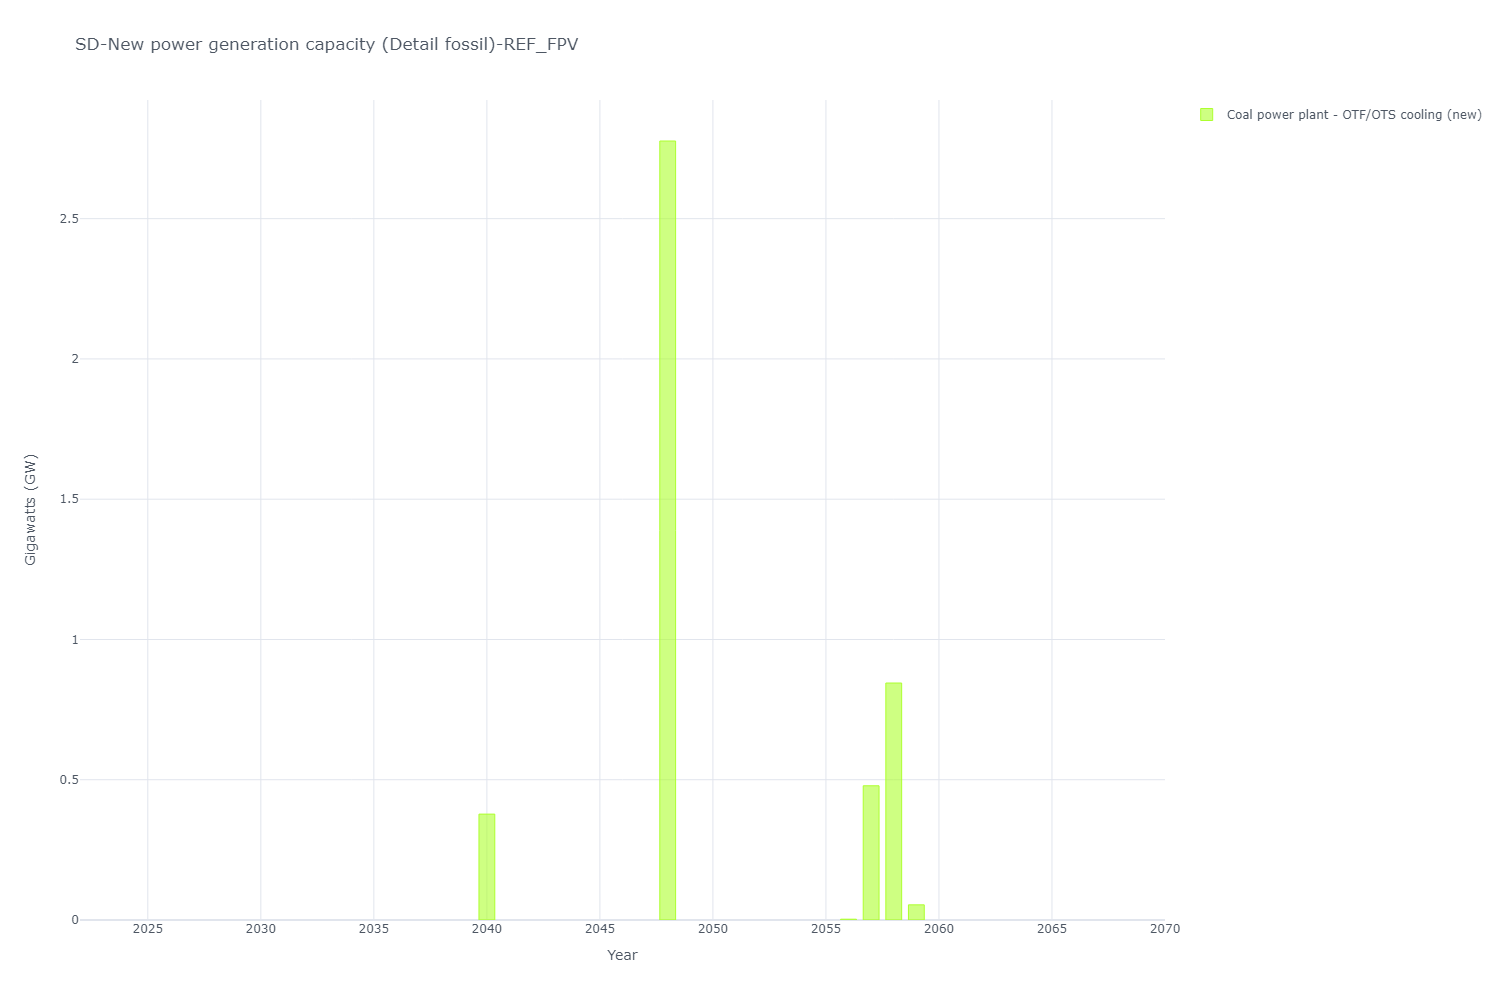 SD-New power generation capacity (Detail fossil)-REF_FPV
Coal power plant - OTF/OTS cooling (new)
2.5
2
1.5
1
0.5
0
Gigawatts (GW)
2025 2030 2035 2040 2045 2050 2055 2060 2065 2070
Year